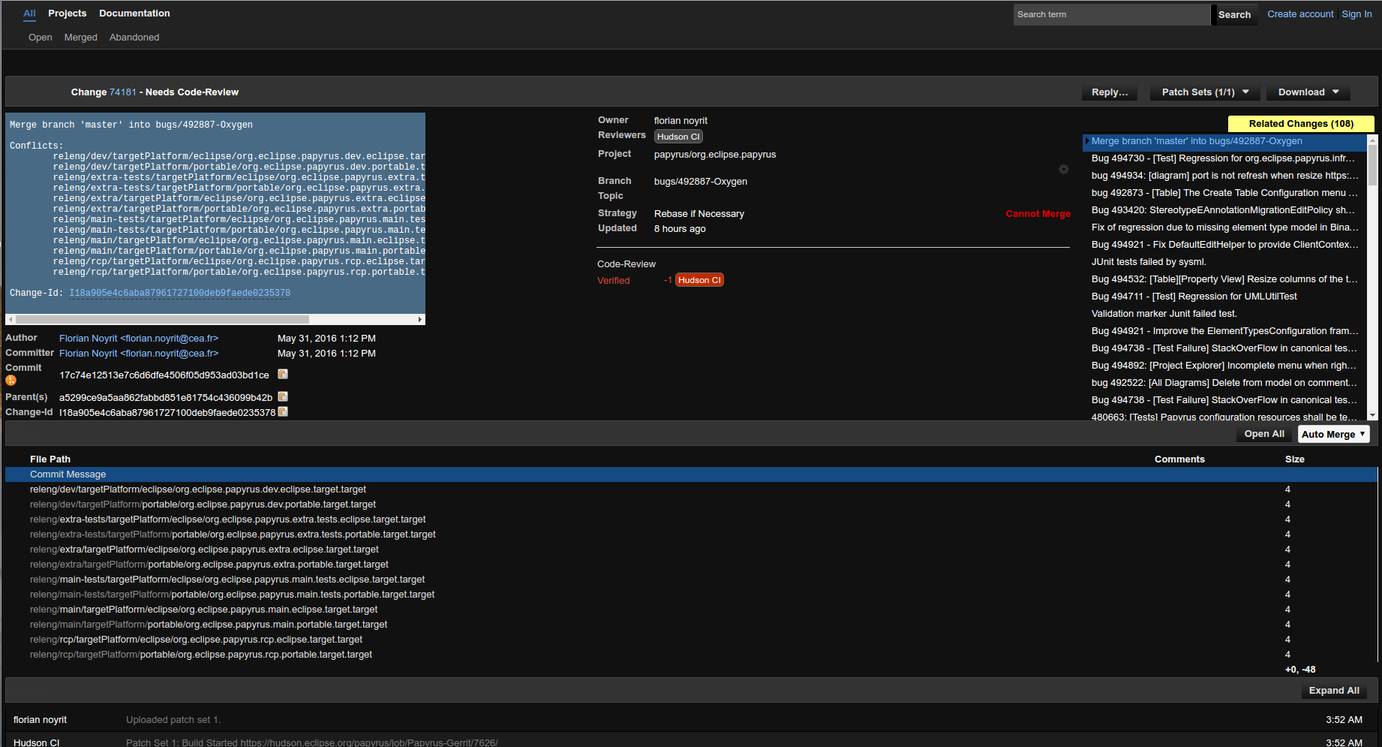 All Projects Documentation
Search term Search Create account Sign In
Open Merged Abandoned
Change 74181 - Needs Code-Review
Reply… Patch Sets (1/1) Download
Merge branch 'master' into bugs/492887-Oxygen
Conflicts:
releng/dev/targetPlatform/eclipse/org.eclipse.papyrus.dev.eclipse.tar
releng/dev/targetPlatform/portable/org.eclipse.papyrus.dev.portable.t
releng/extra-tests/targetPlatform/eclipse/org.eclipse.papyrus.extra.t
releng/extra-tests/targetPlatform/portable/org.eclipse.papyrus.extra.
releng/extra/targetPlatform/eclipse/org.eclipse.papyrus.extra.eclipse
releng/extra/targetPlatform/portable/org.eclipse.papyrus.extra.portab
releng/main-tests/targetPlatform/eclipse/org.eclipse.papyrus.main.tes
releng/main-tests/targetPlatform/portable/org.eclipse.papyrus.main.te
releng/main/targetPlatform/eclipse/org.eclipse.papyrus.main.eclipse.t
releng/main/targetPlatform/portable/org.eclipse.papyrus.main.portable
releng/rcp/targetPlatform/eclipse/org.eclipse.papyrus.rcp.eclipse.tar
releng/rcp/targetPlatform/portable/org.eclipse.papyrus.rcp.portable.t
Change-Id: I18a905e4c6aba87961727100deb9faede0235378
Author Florian Noyrit <florian.noyrit@cea.fr> May 31, 2016 1:12 PM
Committer Florian Noyrit <florian.noyrit@cea.fr> May 31, 2016 1:12 PM
Commit 17c74e12513e7c6d6dfe4506f05d953ad03bd1ce
Parent(s) a5299ce9a5aa862fabbd851e81754c436099b42b
Change-Id I18a905e4c6aba87961727100deb9faede0235378
Owner florian noyrit
Reviewers Hudson CI
Project papyrus/org.eclipse.papyrus
Branch bugs/492887-Oxygen
Topic
Strategy Rebase if Necessary Cannot Merge
Updated 8 hours ago
Code-Review
Verified -1 Hudson CI
Related Changes (108)
Merge branch 'master' into bugs/492887-Oxygen
Bug 494730 - [Test] Regression for org.eclipse.papyrus.infr...
bug 494934: [diagram] port is not refresh when resize https:...
bug 492873 - [Table] The Create Table Configuration menu ...
Bug 493420: StereotypeEAnnotationMigrationEditPolicy sh...
Fix of regression due to missing element type model in Bina...
Bug 494921 - Fix DefaultEditHelper to provide ClientContex...
JUnit tests failed by sysml.
Bug 494532: [Table][Property View] Resize columns of the t...
Bug 494711 - [Test] Regression for UMLUtilTest
Validation marker Junit failed test.
Bug 494921 - Improve the ElementTypesConfiguration fram...
Bug 494738 - [Test Failure] StackOverFlow in canonical tes...
Bug 494892: [Project Explorer] Incomplete menu when righ...
bug 492522: [All Diagrams] Delete from model on comment...
Bug 494738 - [Test Failure] StackOverFlow in canonical tes...
480663: [Tests] Papyrus configuration resources shall be te...
Open All Auto Merge
File Path Comments Size
Commit Message
releng/dev/targetPlatform/eclipse/org.eclipse.papyrus.dev.eclipse.target.target 4
releng/dev/targetPlatform/portable/org.eclipse.papyrus.dev.portable.target.target 4
releng/extra-tests/targetPlatform/eclipse/org.eclipse.papyrus.extra.tests.eclipse.target.target 4
releng/extra-tests/targetPlatform/portable/org.eclipse.papyrus.extra.tests.portable.target.target 4
releng/extra/targetPlatform/eclipse/org.eclipse.papyrus.extra.eclipse.target.target 4
releng/extra/targetPlatform/portable/org.eclipse.papyrus.extra.portable.target.target 4
releng/main-tests/targetPlatform/eclipse/org.eclipse.papyrus.main.tests.eclipse.target.target 4
releng/main-tests/targetPlatform/portable/org.eclipse.papyrus.main.tests.portable.target.target 4
releng/main/targetPlatform/eclipse/org.eclipse.papyrus.main.eclipse.target.target 4
releng/main/targetPlatform/portable/org.eclipse.papyrus.main.portable.target.target 4
releng/rcp/targetPlatform/eclipse/org.eclipse.papyrus.rcp.eclipse.target.target 4
releng/rcp/targetPlatform/portable/org.eclipse.papyrus.rcp.portable.target.target 4
+0, -48
Expand All
florian noyrit Uploaded patch set 1. 3:52 AM
Hudson CI Patch Set 1: Build Started https://hudson.eclipse.org/papyrus/job/Papyrus-Gerrit/7626/ 3:52 AM